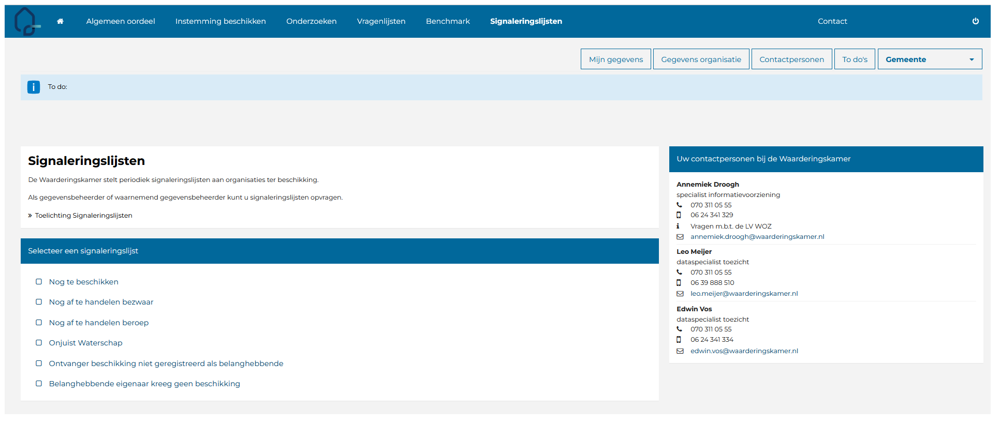 Algemeen oordeel Instemming beschikken Onderzoeken Vragenlijsten Benchmark Signaleringslijsten Contact
Mijn gegevens Gegevens organisatie Contactpersonen To do's Gemeente
To do:
Signaleringslijsten
De Waarderingskamer stelt periodiek signaleringslijsten aan organisaties ter beschikking.
Als gegevensbeheerder of waarnemend gegevensbeheerder kunt u signaleringslijsten opvragen.
» Toelichting Signaleringslijsten
Selecteer een signaleringslijst
Nog te beschikken
Nog af te handelen bezwaar
Nog af te handelen beroep
Onjuist Waterschap
Ontvanger beschikking niet geregistreerd als belanghebbende
Belanghebbende eigenaar kreeg geen beschikking
Uw contactpersonen bij de Waarderingskamer
Annemiek Droogh
specialist informatievoorziening
070 311 05 55
06 24 341 329
Vragen m.b.t. de LV WOZ
annemiek.droogh@waarderingskamer.nl
Leo Meijer
dataspecialist toezicht
070 311 05 55
06 39 888 510
leo.meijer@waarderingskamer.nl
Edwin Vos
dataspecialist toezicht
070 311 05 55
06 24 341 334
edwin.vos@waarderingskamer.nl